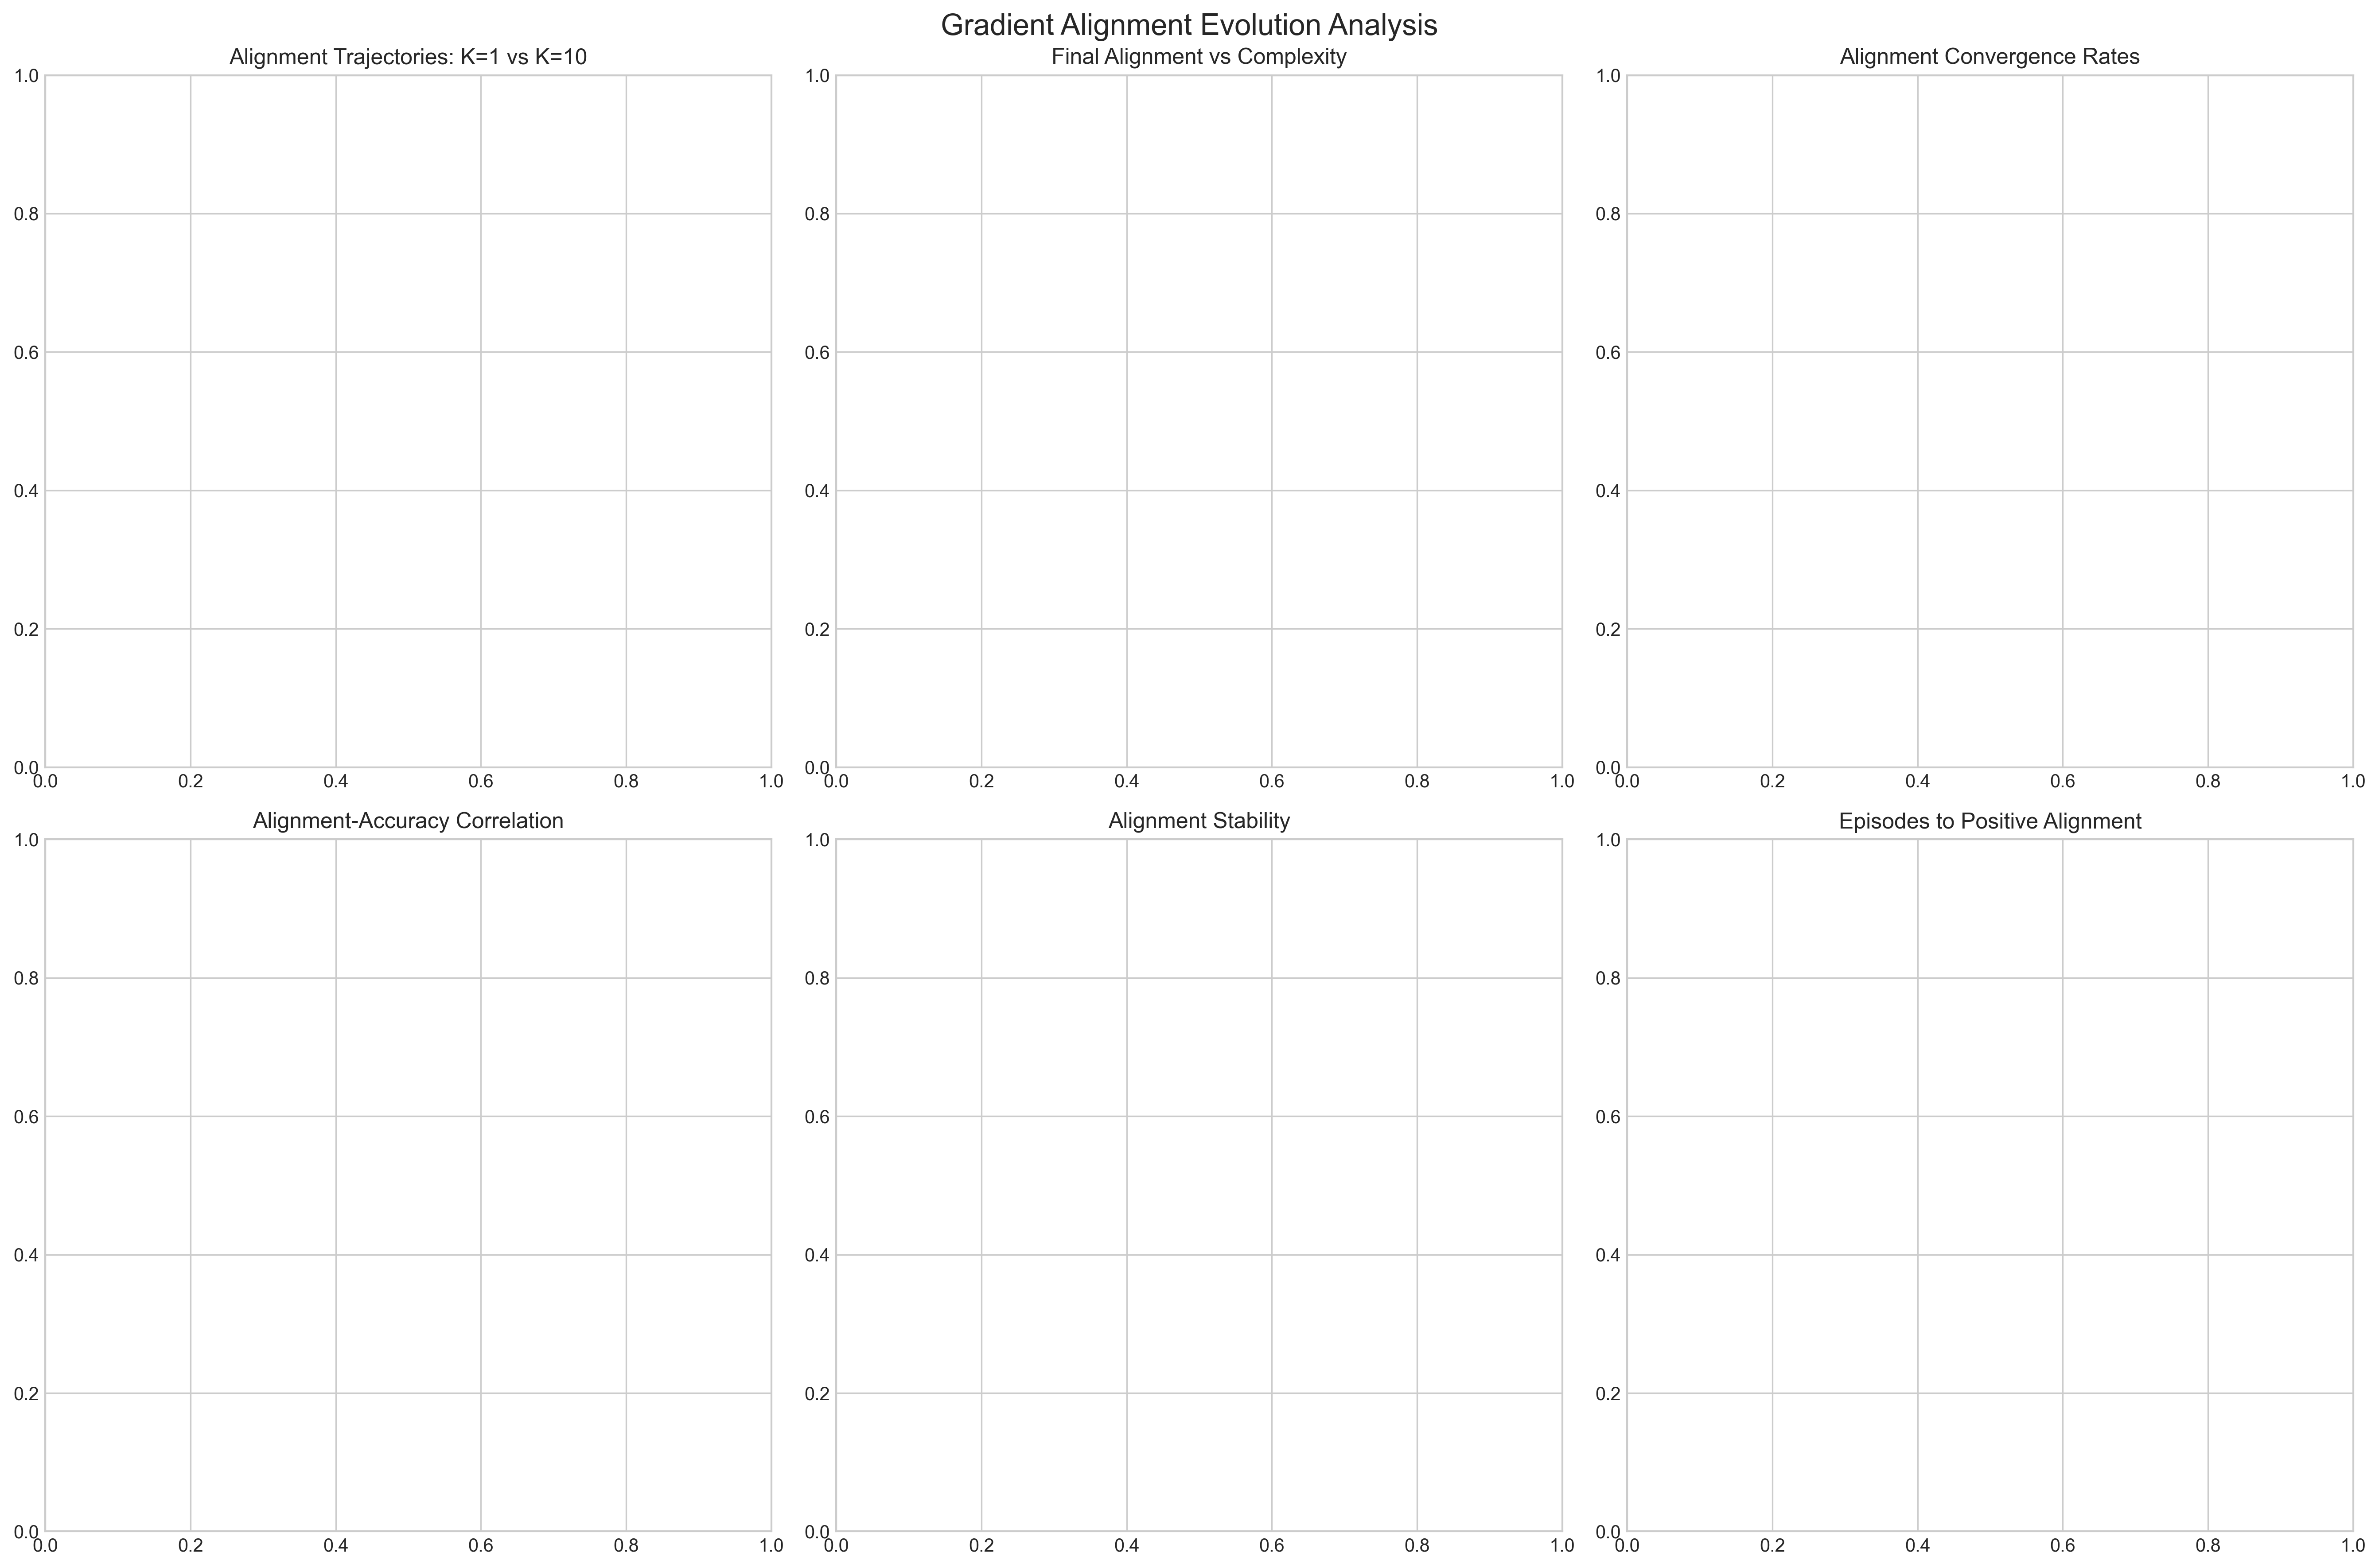 Gradient Alignment Evolution Analysis
Alignment Trajectories: K=1 vs K=10
1.0
0.8
0.6
0.4
0.2
0.0
0.0 0.2 0.4 0.6 0.8 1.0
Final Alignment vs Complexity
1.0
0.8
0.6
0.4
0.2
0.0
0.0 0.2 0.4 0.6 0.8 1.0
Alignment Convergence Rates
1.0
0.8
0.6
0.4
0.2
0.0
0.0 0.2 0.4 0.6 0.8 1.0
Alignment-Accuracy Correlation
1.0
0.8
0.6
0.4
0.2
0.0
0.0 0.2 0.4 0.6 0.8 1.0
Alignment Stability
1.0
0.8
0.6
0.4
0.2
0.0
0.0 0.2 0.4 0.6 0.8 1.0
Episodes to Positive Alignment
1.0
0.8
0.6
0.4
0.2
0.0
0.0 0.2 0.4 0.6 0.8 1.0